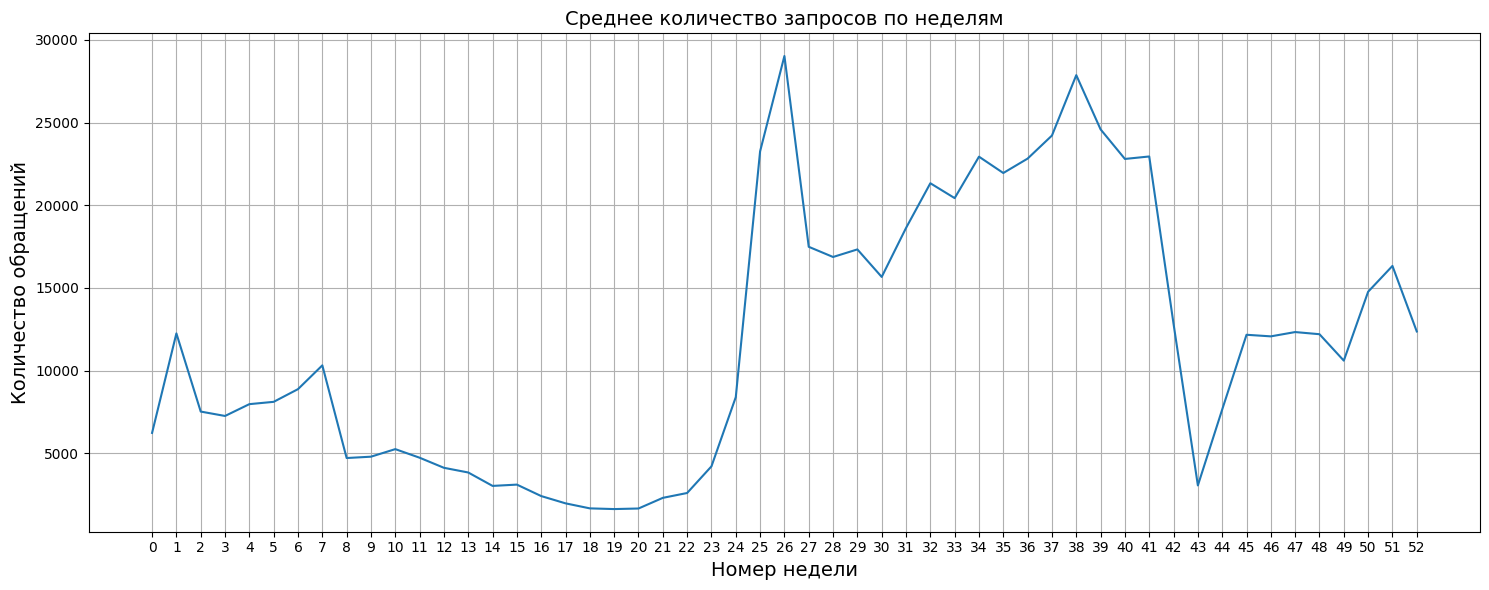 Среднее количество запросов по неделям
Количество обращений
30000
25000
20000
15000
10000
5000
0 1 2 3 4 5 6 7 8 9 10 11 12 13 14 15 16 17 18 19 20 21 22 23 24 25 26 27 28 29 30 31 32 33 34 35 36 37 38 39 40 41 42 43 44 45 46 47 48 49 50 51 52
Номер недели